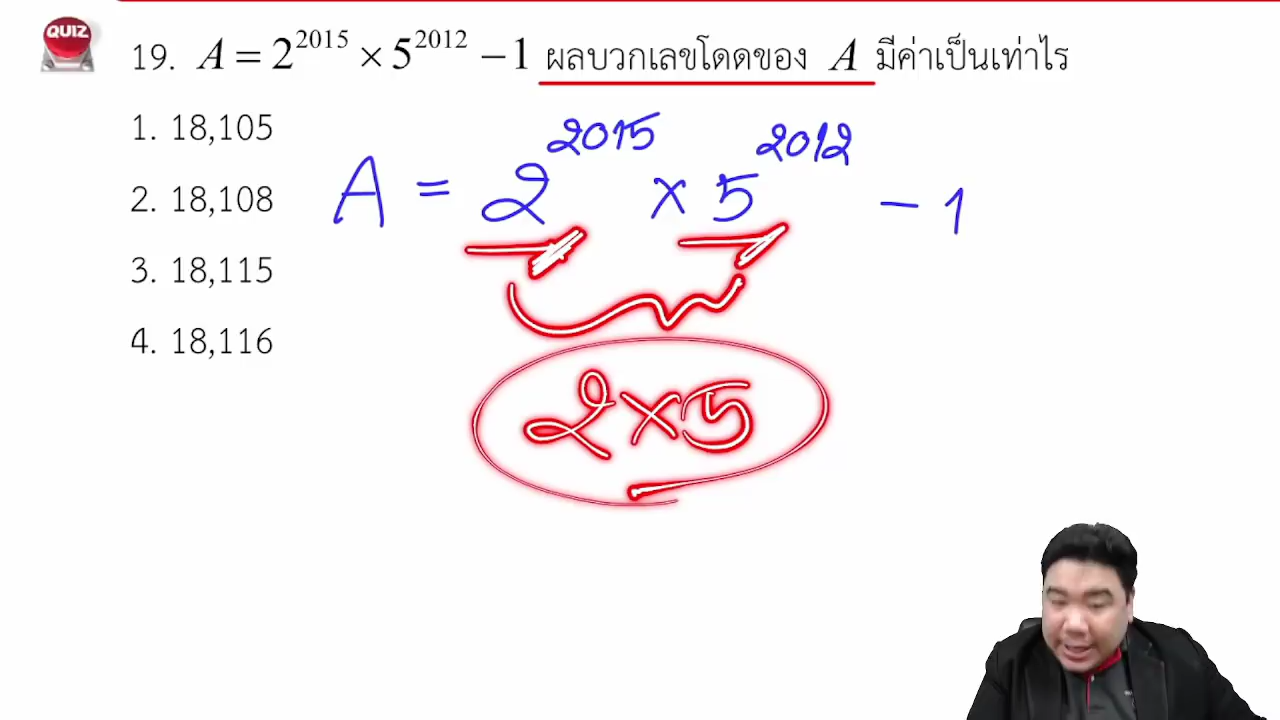 QUIZ
19. A = 2^2015 × 5^2012 − 1 ผลบวกเลขโดดของ A มีค่าเป็นเท่าไร
1. 18,105
2. 18,108
3. 18,115
4. 18,116
A = 2^2015 × 5^2012 − 1
2×5